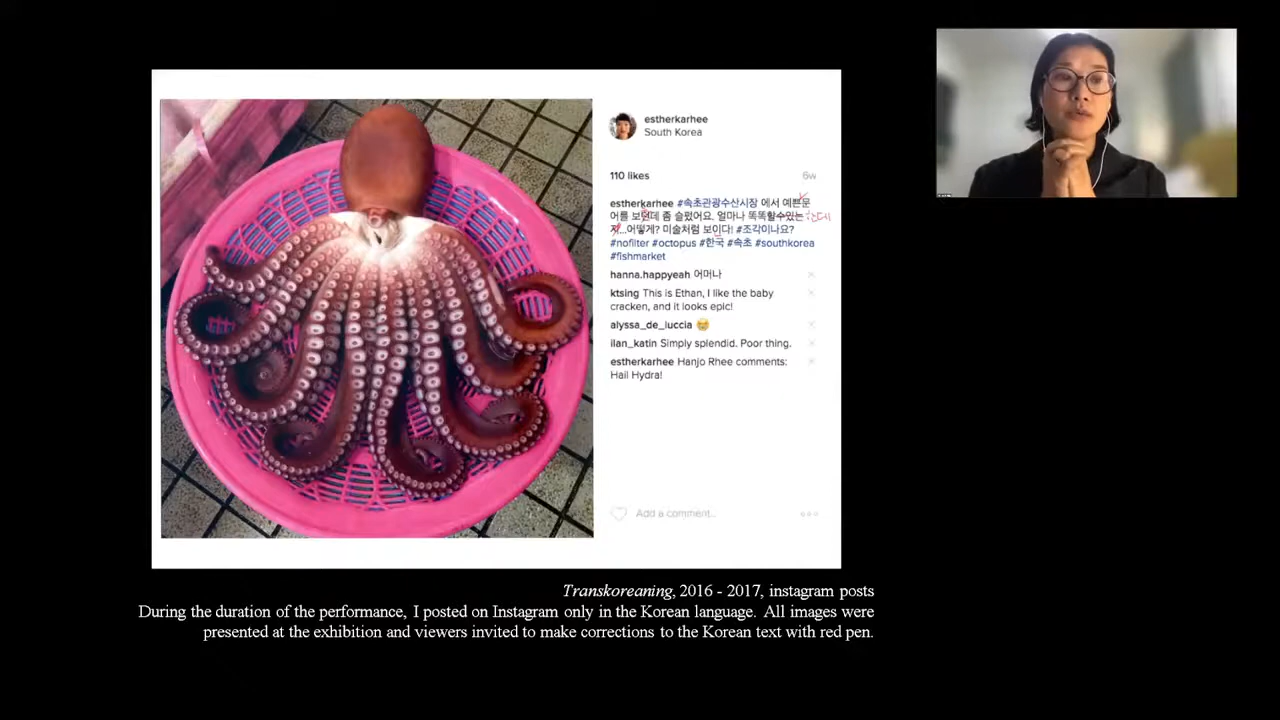 estherkarhee
South Korea
110 likes
6w
estherkarhee #속초관광수산시장 에서 예쁜문
어를 보 데 좀 슬펐어요. 얼마나 똑똑할수있는 한데
...어떻게? 미술처럼 보이다! #조각이나요?
#nofilter #octopus #한국 #속초 #southkorea
#fishmarket
hanna.happyeah 어머나
ktsing This is Ethan, I like the baby
cracken, and it looks epic!
alyssa_de_luccia
ilan_katin Simply splendid. Poor thing.
estherkarhee Hanjo Rhee comments:
Hail Hydra!
Add a comment...
Transkoreaning, 2016 - 2017, instagram posts
During the duration of the performance, I posted on Instagram only in the Korean language. All images were
presented at the exhibition and viewers invited to make corrections to the Korean text with red pen.